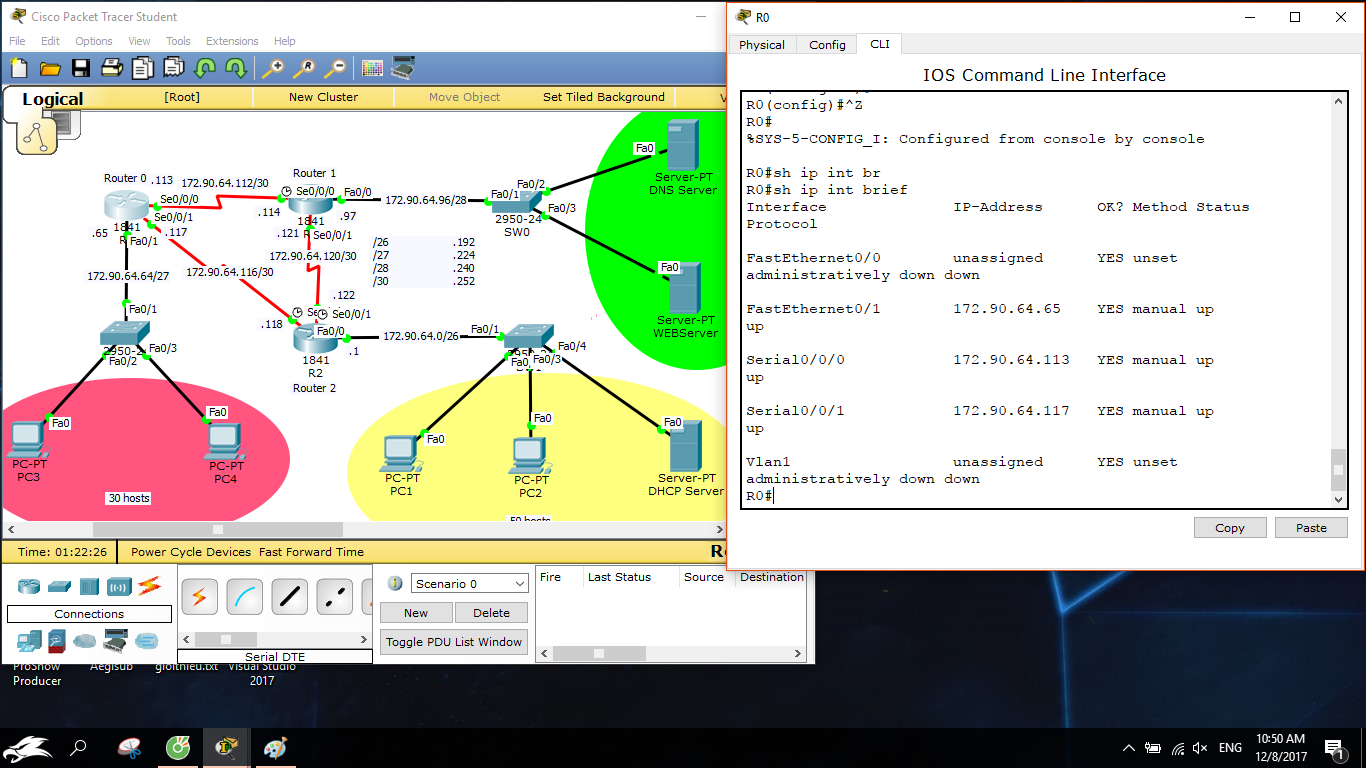 Cisco Packet Tracer Student
File Edit Options View Tools Extensions Help
Logical
[Root]
New Cluster
Move Object
Set Tiled Background
Router 0
.113
172.90.64.112/30
Router 1
Se0/0/0
Se0/0/0
Fa0/0
172.90.64.96/28
Fa0/1
Fa0/2
Fa0/3
2950-24
SW0
Fa0
Server-PT
DNS Server
Se0/0/1
.114
1841
.97
.65
1841
.117
Fa0/1
.121
Se0/0/1
172.90.64.120/30
/26 .192
/27 .224
/28 .240
/30 .252
Fa0
Server-PT
WEBServer
172.90.64.64/27
172.90.64.116/30
.122
Se0/0/1
.118
Fa0/0
172.90.64.0/26
Fa0/1
Fa0/4
Fa0/3
.1
1841
R2
Router 2
Fa0/1
Fa0/3
Fa0/2
Fa0
Fa0
PC-PT
PC3
PC-PT
PC4
30 hosts
Fa0
Fa0
Fa0
PC-PT
PC1
PC-PT
PC2
Server-PT
DHCP Server
50 hosts
Time: 01:22:26
Power Cycle Devices Fast Forward Time
Connections
Serial DTE
Scenario 0
New
Delete
Toggle PDU List Window
Fire
Last Status
Source
Destination
R0
Physical
Config
CLI
IOS Command Line Interface
R0(config)#^Z
R0#
%SYS-5-CONFIG_I: Configured from console by console
R0#sh ip int br
R0#sh ip int brief
Interface IP-Address OK? Method Status
Protocol
FastEthernet0/0 unassigned YES unset
administratively down down
FastEthernet0/1 172.90.64.65 YES manual up
up
Serial0/0/0 172.90.64.113 YES manual up
up
Serial0/0/1 172.90.64.117 YES manual up
up
Vlan1 unassigned YES unset
administratively down down
R0#
Copy
Paste
ProShow
Producer
Aegisub
gioithieu.txt
Visual Studio
2017
ENG
10:50 AM
12/8/2017
1